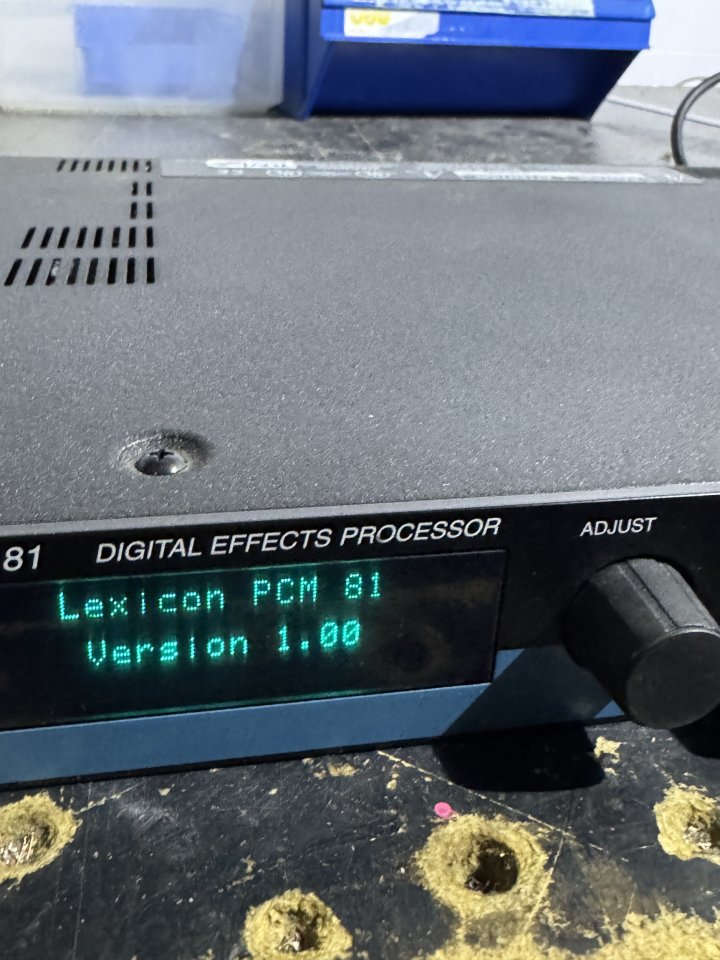 81 DIGITAL EFFECTS PROCESSOR
ADJUST
Lexicon PCM 81
Version 1.00